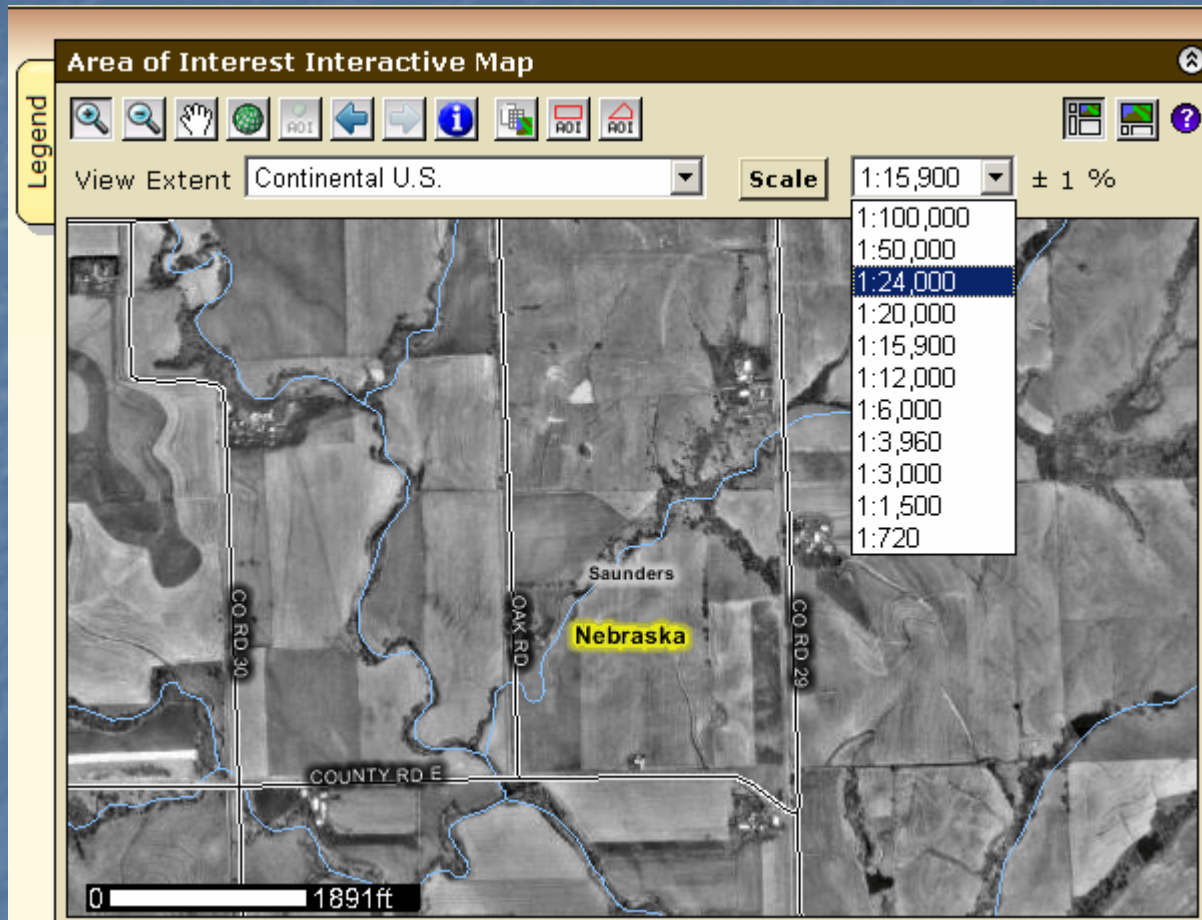 Area of Interest Interactive Map
Legend
AOI
AOI
AOI
View Extent Continental U.S. Scale 1:15,900 ± 1 %
1:100,000
1:50,000
1:24,000
1:20,000
1:15,900
1:12,000
1:6,000
1:3,960
1:3,000
1:1,500
1:720
Saunders
Nebraska
CO RD 30
OAK RD
CO RD 29
COUNTY RD E
0 1891ft